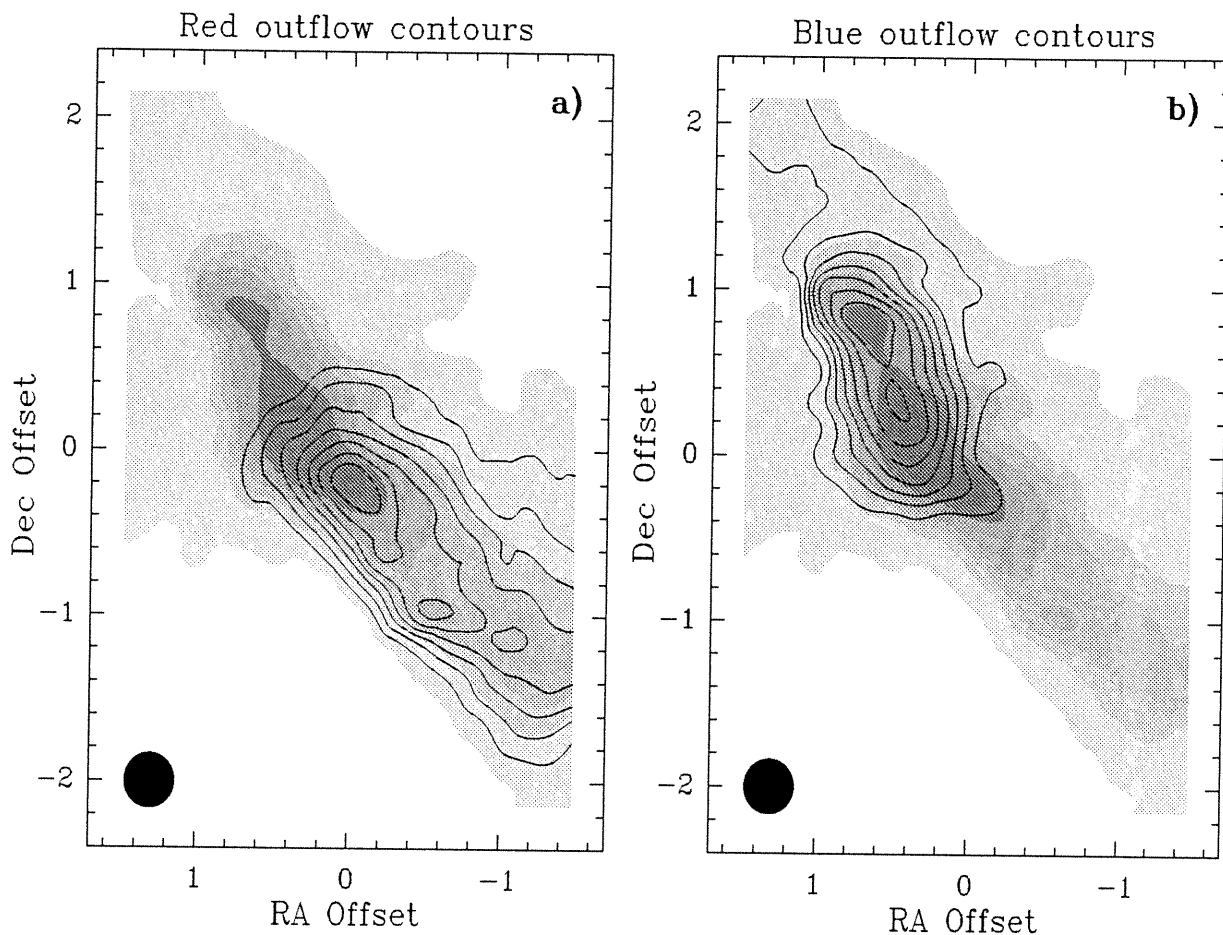 Red outflow contours
a)
2
1
0
-1
-2
Dec Offset
1 0 -1
RA Offset
Blue outflow contours
b)
2
1
0
-1
-2
Dec Offset
1 0 -1
RA Offset